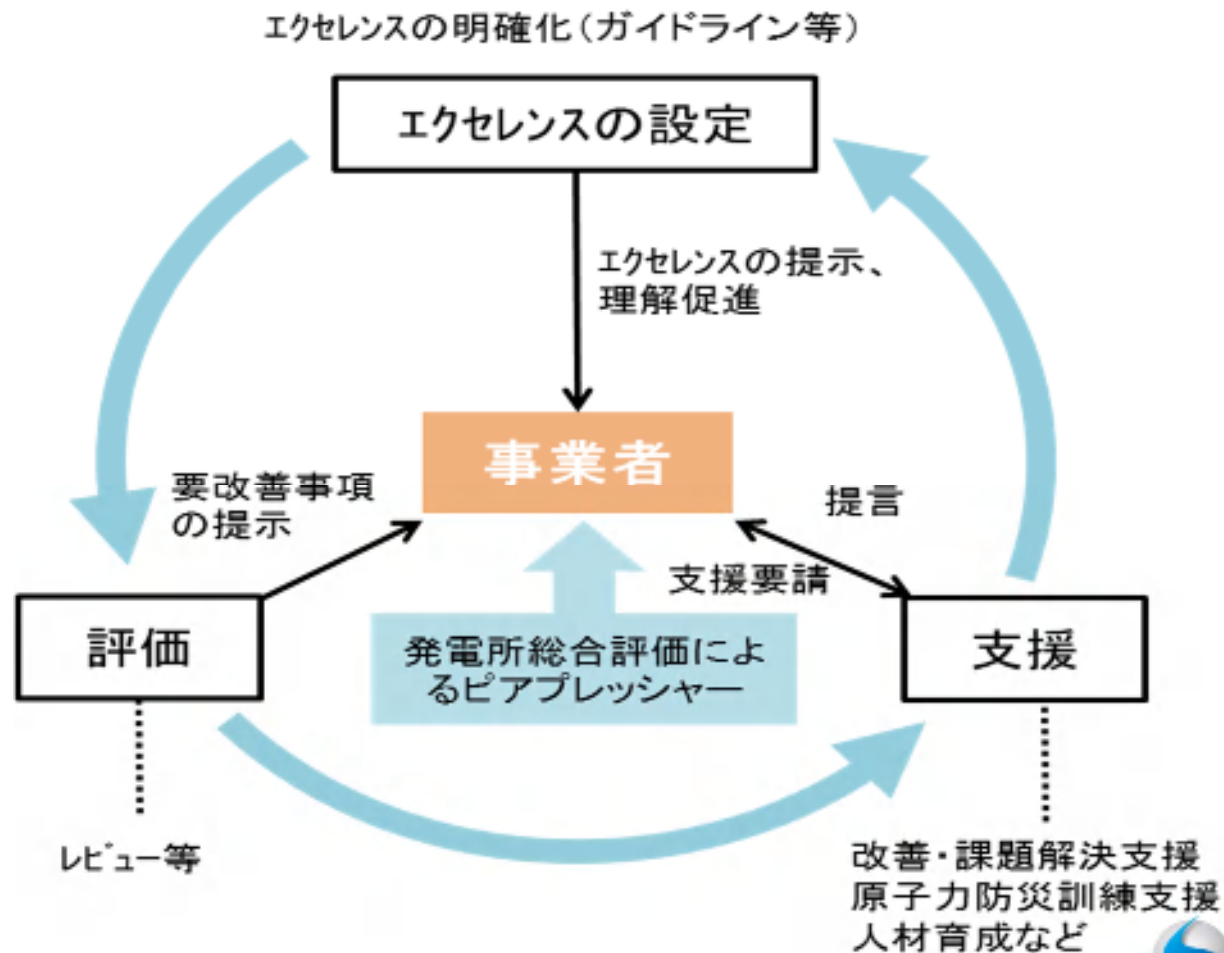 エクセレンスの明確化(ガイドライン等)
エクセレンスの設定
エクセレンスの提示、
理解促進
事業者
要改善事項
の提示
提言
支援要請
評価
発電所総合評価によ
るピアプレッシャー
支援
レビュー等
改善・課題解決支援
原子力防災訓練支援
人材育成など